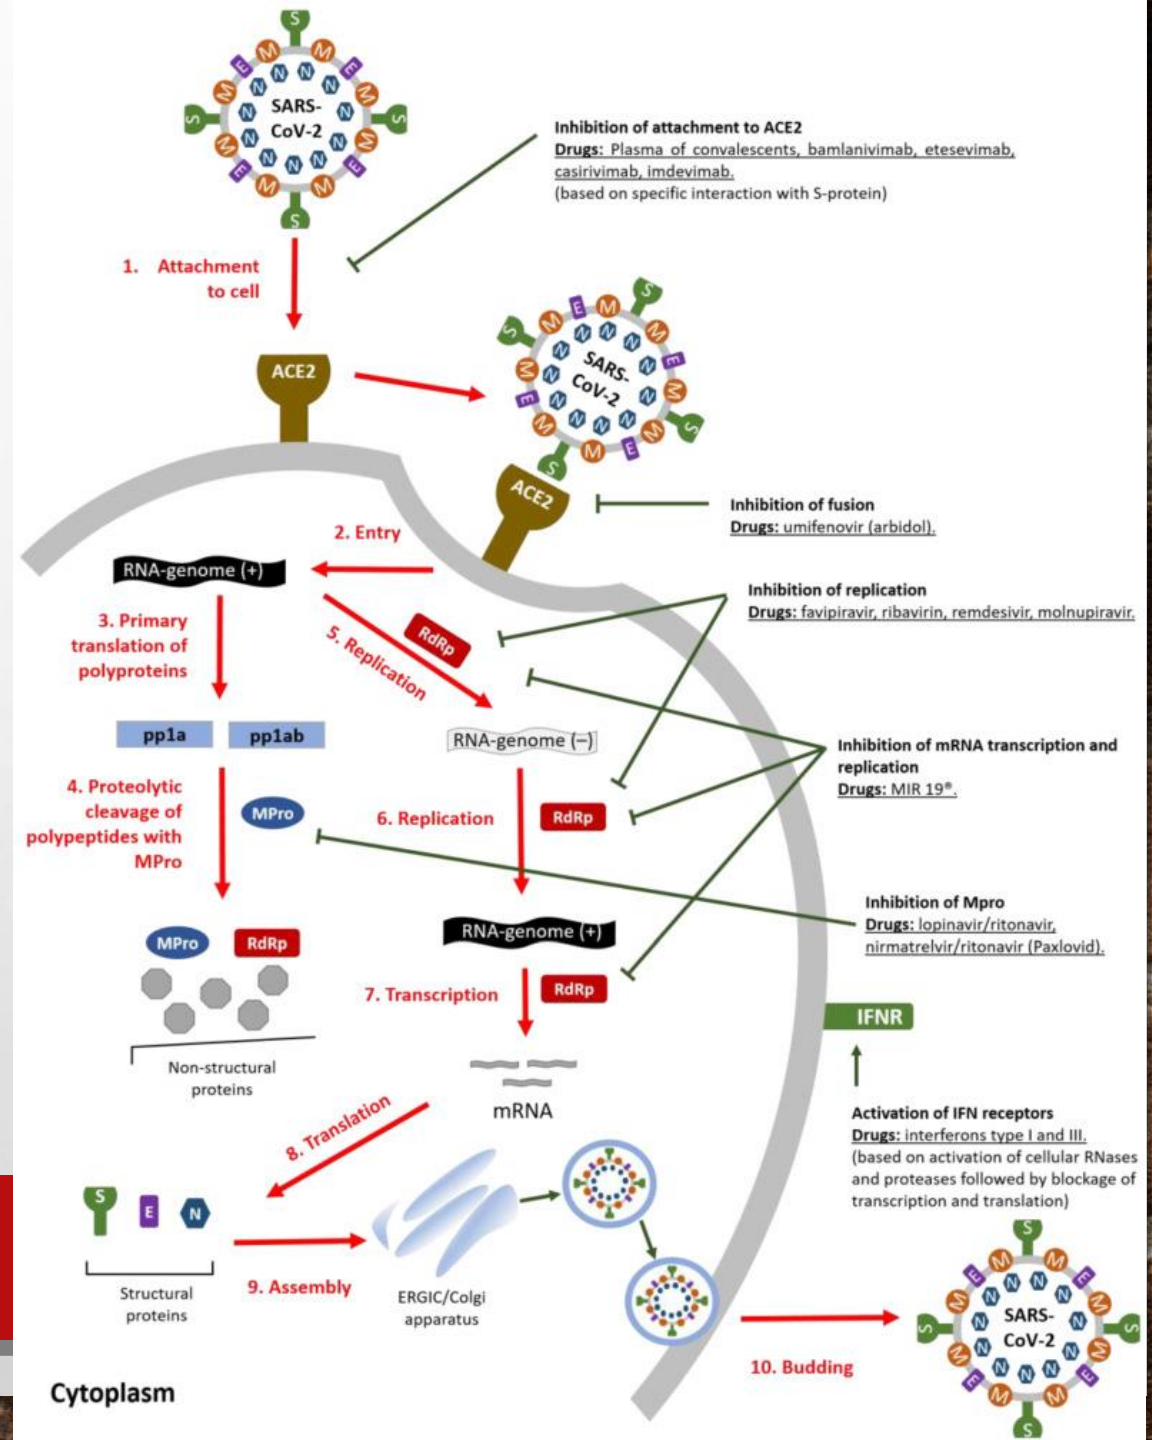 S
M
M
E
E
N
N
N
N
M
M
N
N
SARS-
CoV-2
S
S
N
N
M
M
N
N
N
N
E
E
M
M
S
Inhibition of attachment to ACE2
Drugs: Plasma of convalescents, bamlanivimab, etesevimab,
casirivimab, imdevimab.
(based on specific interaction with S-protein)
1. Attachment
to cell
ACE2
S
E
M
M
M
S
N
N
N
N
N
E
M
SARS-
CoV-2
N
N
M
E
N
N
N
N
N
M
M
S
M
E
S
ACE2
Inhibition of fusion
Drugs: umifenovir (arbidol).
2. Entry
RNA-genome (+)
Inhibition of replication
Drugs: favipiravir, ribavirin, remdesivir, molnupiravir.
3. Primary
translation of
polyproteins
5. Replication
RdRp
pp1a
pp1ab
RNA-genome (–)
Inhibition of mRNA transcription and
replication
Drugs: MIR 19®.
4. Proteolytic
cleavage of
polypeptides with
MPro
MPro
6. Replication
RdRp
Inhibition of Mpro
Drugs: lopinavir/ritonavir,
nirmatrelvir/ritonavir (Paxlovid).
MPro
RdRp
RNA-genome (+)
7. Transcription
RdRp
IFNR
Non-structural
proteins
mRNA
Activation of IFN receptors
Drugs: interferons type I and III.
(based on activation of cellular RNases
and proteases followed by blockage of
transcription and translation)
8. Translation
S
E
N
Structural
proteins
9. Assembly
ERGIC/Colgi
apparatus
S
M
M
E
E
N
N
N
N
M
M
N
N
SARS-
CoV-2
S
S
N
N
M
M
N
N
N
N
E
E
M
M
S
10. Budding
Cytoplasm